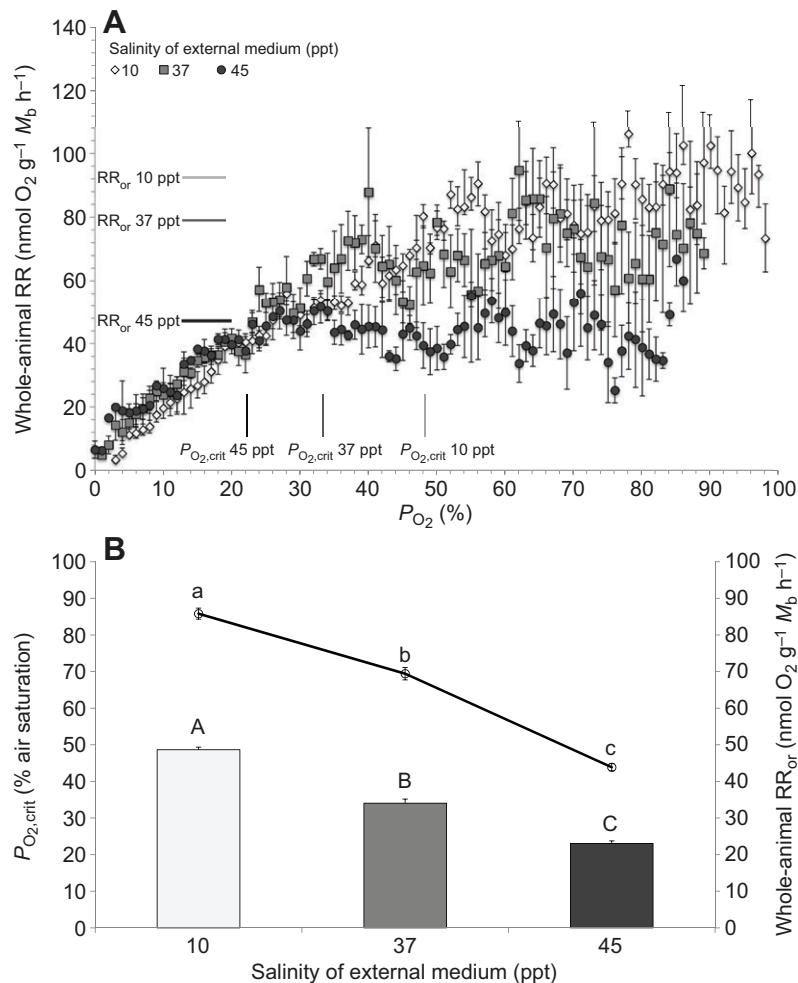 A
Salinity of external medium (ppt)
10 37 45
Whole-animal RR (nmol O2 g–1 Mb h–1)
140
120
100
80
60
40
20
0
RRor 10 ppt
RRor 37 ppt
RRor 45 ppt
PO2,crit 45 ppt PO2,crit 37 ppt PO2,crit 10 ppt
0 10 20 30 40 50 60 70 80 90 100
PO2 (%)
B
PO2,crit (% air saturation)
100
90
80
70
60
50
40
30
20
10
0
a
b
c
A
B
C
100
90
80
70
60
50
40
30
20
10
0
Whole-animal RRor (nmol O2 g–1 Mb h–1)
10 37 45
Salinity of external medium (ppt)